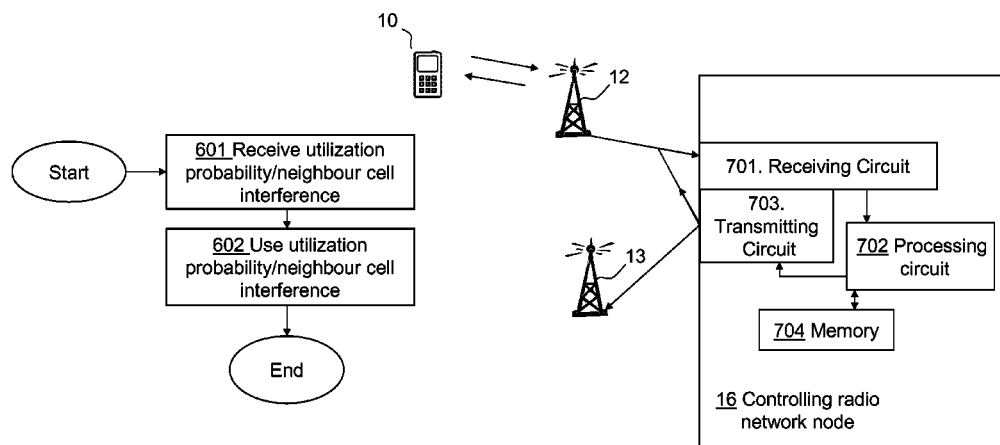 10
12
Start
601 Receive utilization
probability/neighbour cell
interference
602 Use utilization
probability/neighbour cell
interference
End
13
701. Receiving Circuit
703.
Transmitting
Circuit
702 Processing
circuit
704 Memory
16 Controlling radio
network node